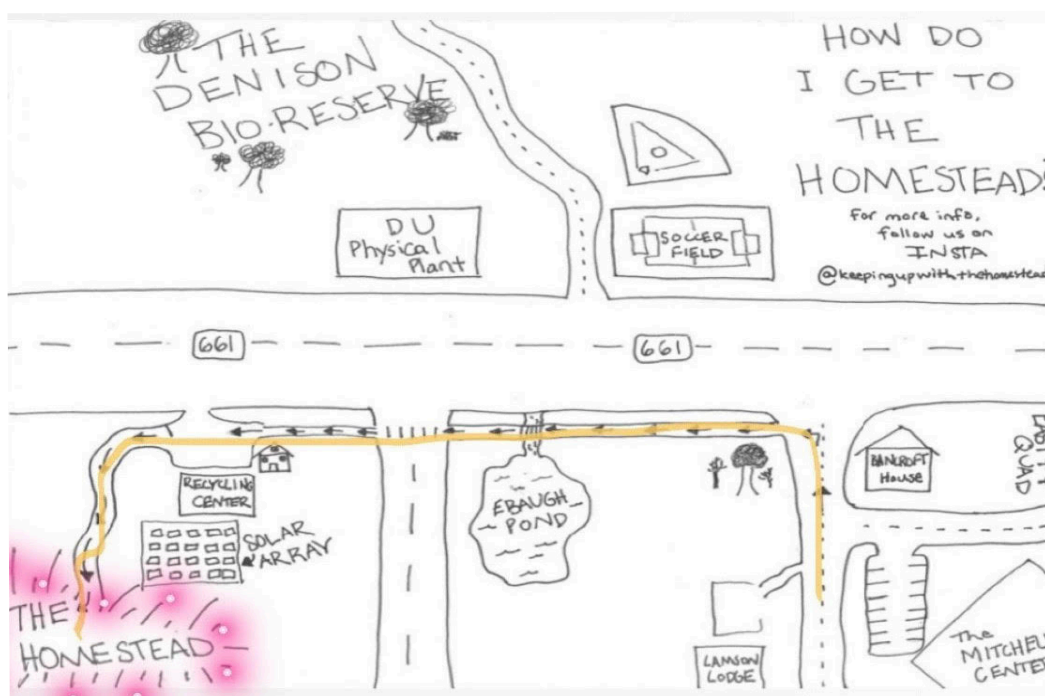 THE
DENISON
BIO-RESERVE
HOW DO
I GET TO
THE
HOMESTEAD?
For more info,
follow us on
INSTA
@keepingupwiththehomestead
DU
Physical
Plant
SOCCER
FIELD
661
661
RECYCLING
CENTER
SOLAR
ARRAY
EBAUGH
POND
BANCROFT
House
QUAD
THE
HOMESTEAD
LAMSON
LODGE
The
MITCHELL
CENTER